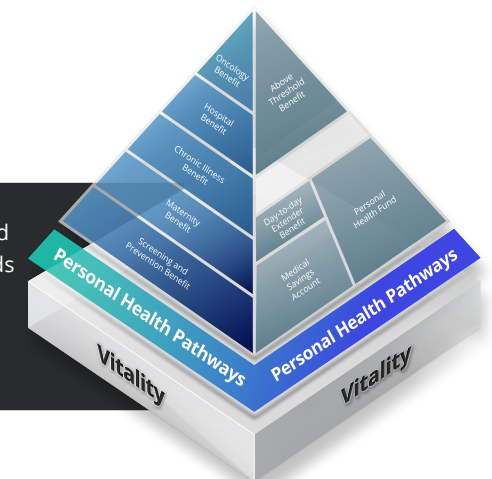 Oncology
Benefit
Above
Threshold
Benefit
Hospital
Benefit
Chronic Illness
Benefit
Maternity
Benefit
Day-to-day
Extender
Benefit
Personal
Health Fund
Screening and
Prevention Benefit
Medical
Savings
Account
d
ds
Personal Health Pathways
Personal Health Pathways
Vitality
Vitality